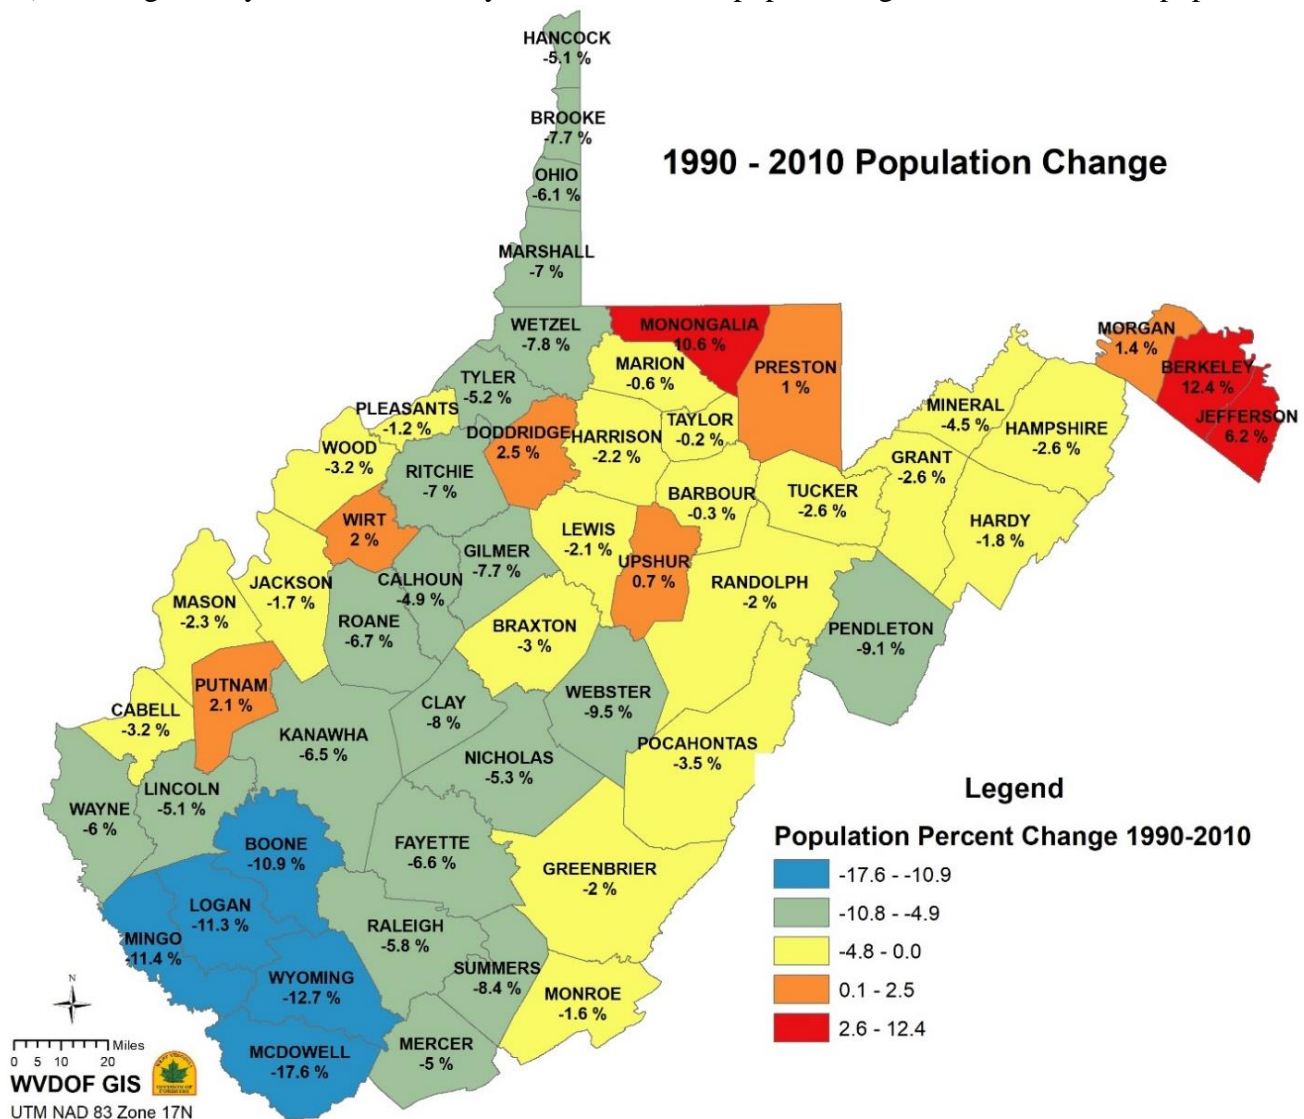 HANCOCK
-5.1 %
BROOKE
-7.7 %
OHIO
-6.1 %
MARSHALL
-7 %
1990 - 2010 Population Change
WETZEL
-7.8 %
MONONGALIA
10.6 %
MARION
-0.6 %
PRESTON
1 %
MORGAN
1.4 %
BERKELEY
12.4 %
JEFFERSON
6.2 %
TYLER
-5.2 %
PLEASANTS
-1.2 %
DODDRIDGE
2.5 %
HARRISON
-2.2 %
TAYLOR
-0.2 %
MINERAL
-4.5 %
HAMPSHIRE
-2.6 %
WOOD
-3.2 %
RITCHIE
-7 %
GRANT
-2.6 %
BARBOUR
-0.3 %
TUCKER
-2.6 %
HARDY
-1.8 %
WIRT
2 %
LEWIS
-2.1 %
UPSHUR
0.7 %
GILMER
-7.7 %
CALHOUN
-4.9 %
RANDOLPH
-2 %
JACKSON
-1.7 %
MASON
-2.3 %
ROANE
-6.7 %
BRAXTON
-3 %
PENDLETON
-9.1 %
PUTNAM
2.1 %
CABELL
-3.2 %
CLAY
-8 %
WEBSTER
-9.5 %
KANAWHA
-6.5 %
POCAHONTAS
-3.5 %
NICHOLAS
-5.3 %
LINCOLN
-5.1 %
WAYNE
-6 %
BOONE
-10.9 %
FAYETTE
-6.6 %
GREENBRIER
-2 %
LOGAN
-11.3 %
MINGO
-11.4 %
RALEIGH
-5.8 %
SUMMERS
-8.4 %
WYOMING
-12.7 %
MONROE
-1.6 %
MCDOWELL
-17.6 %
MERCER
-5 %
Legend
Population Percent Change 1990-2010
-17.6 - -10.9
-10.8 - -4.9
-4.8 - 0.0
0.1 - 2.5
2.6 - 12.4
N
Miles
0 5 10 20
WVDOF GIS
UTM NAD 83 Zone 17N